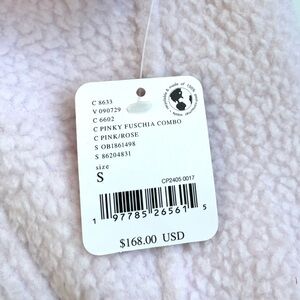 C 8633
V 090729
C 6602
C PINKY FUSCHIA COMBO
C PINK/ROSE
S OB1861498
S 86204831
size
S
CP2405.0017
1 97785 26561 5
$168.00 USD